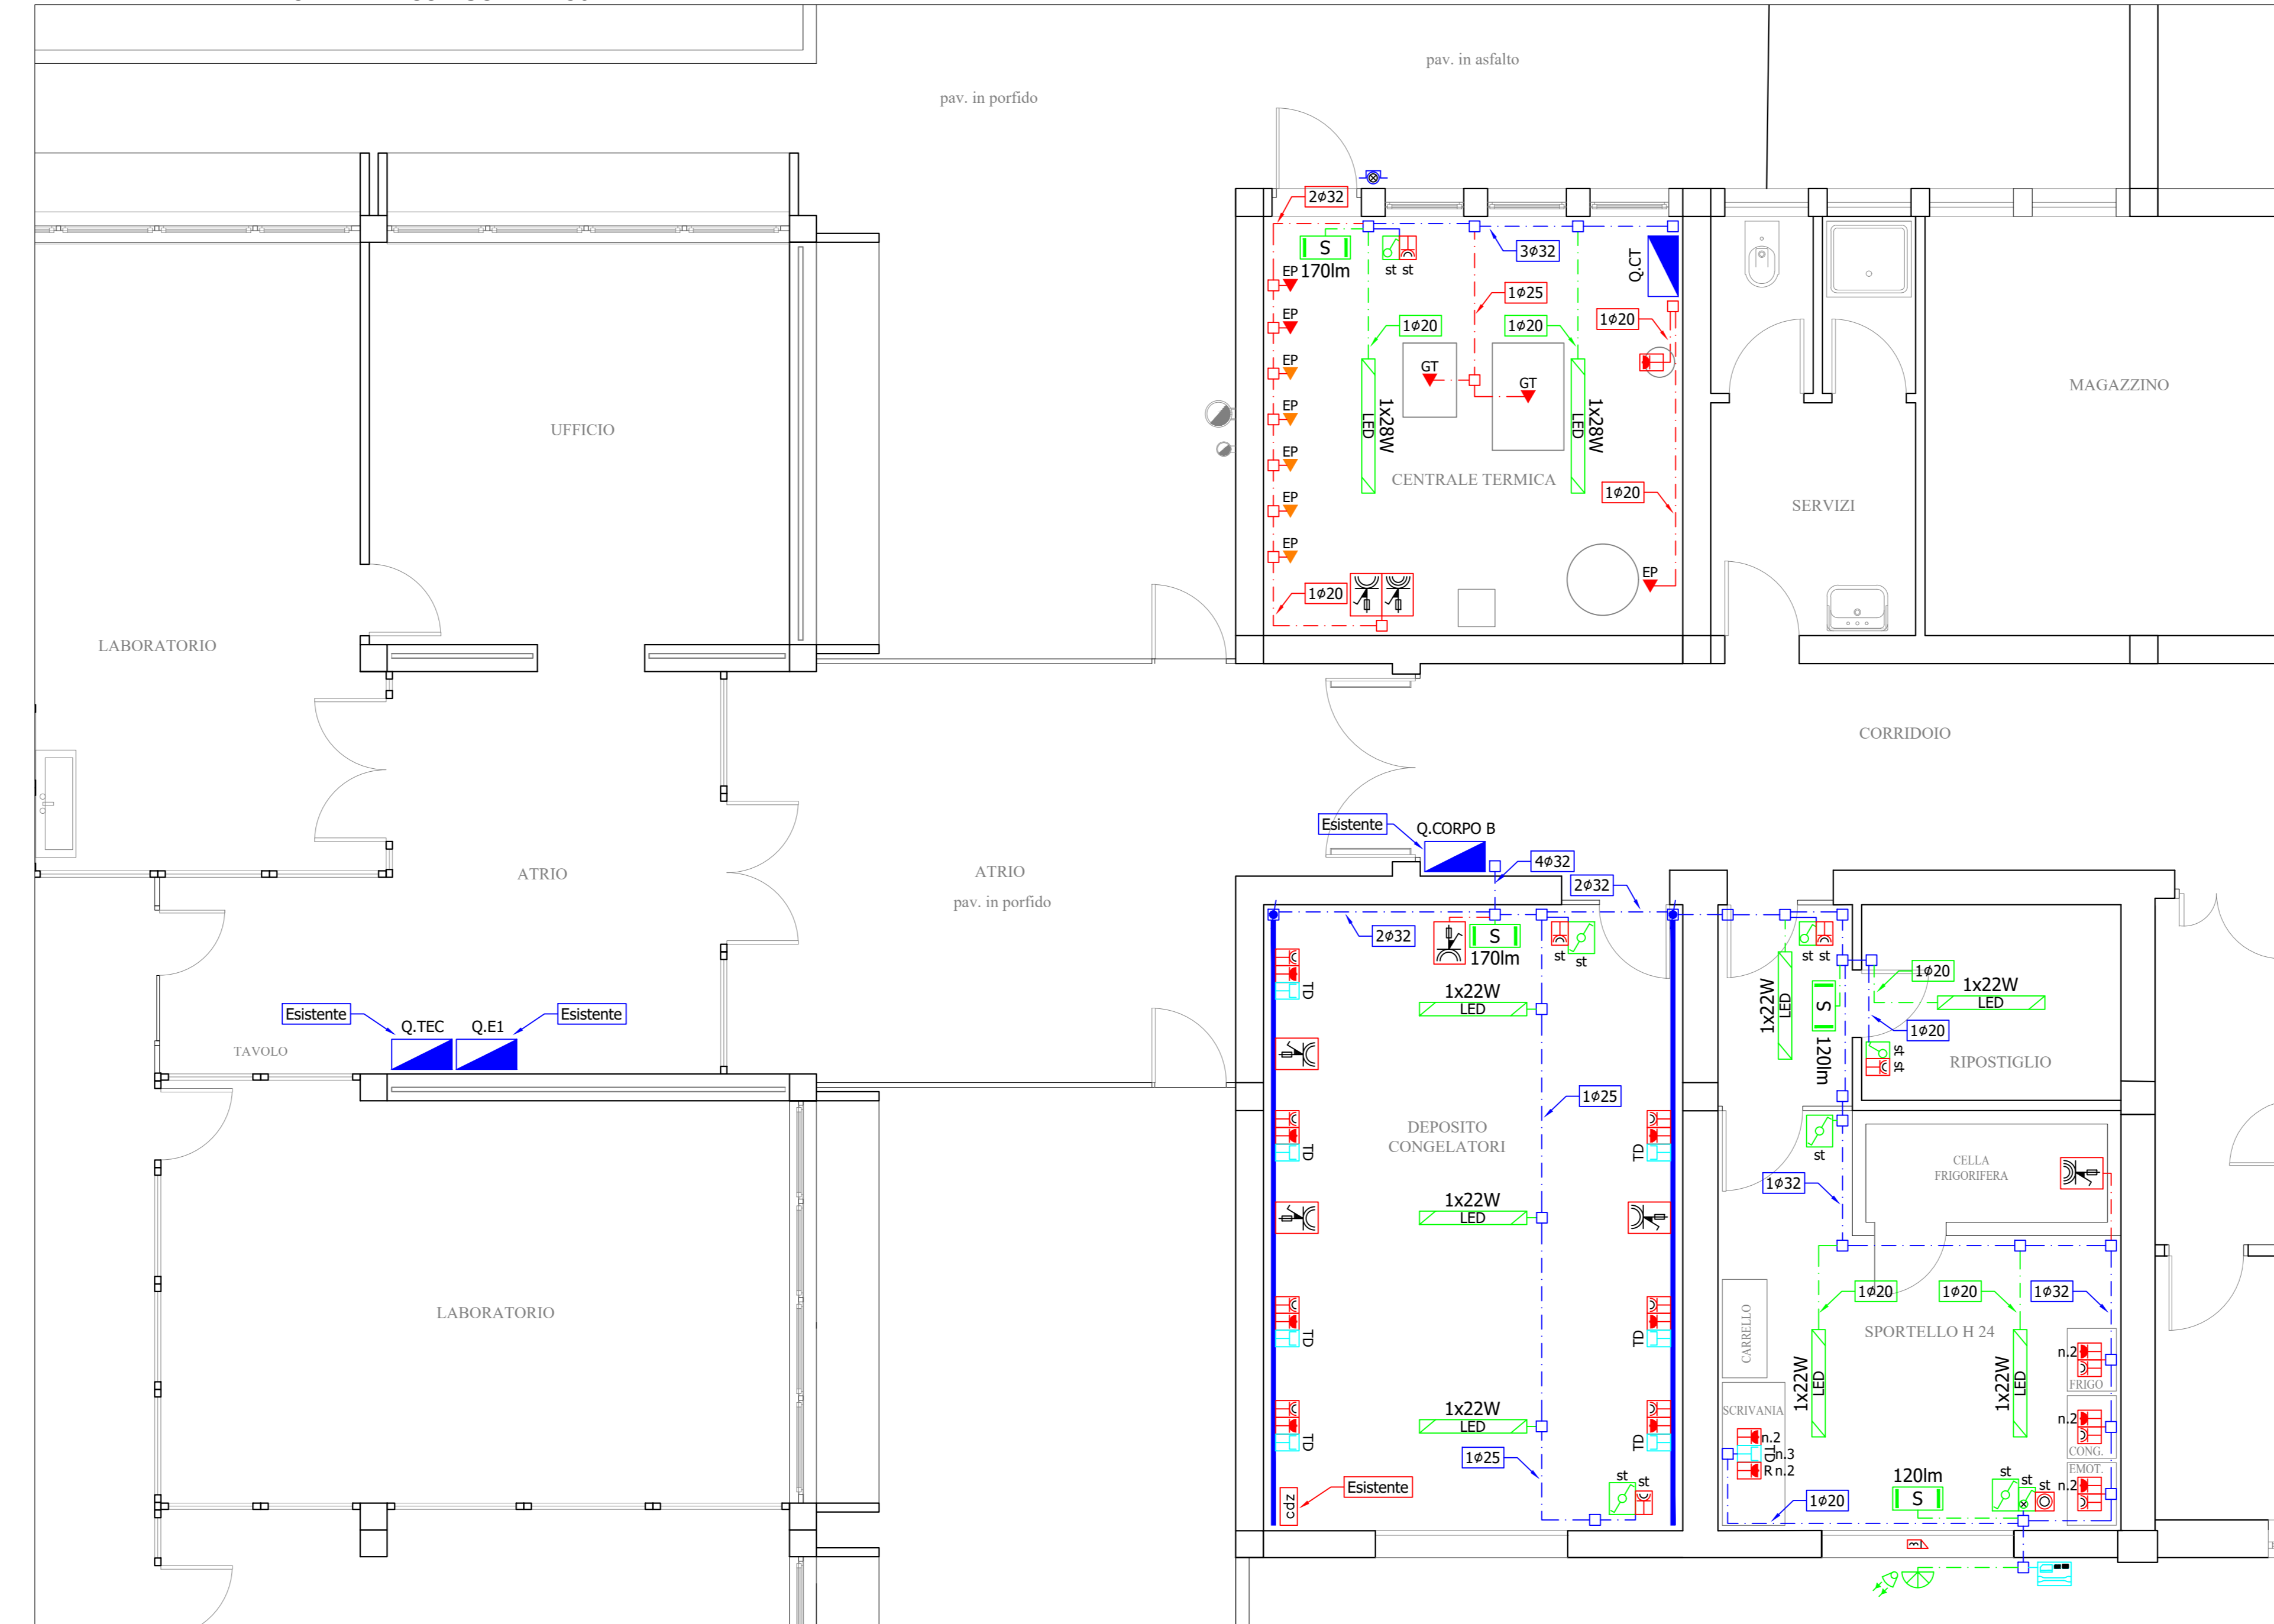 pav. in asfalto
pav. in porfido
2ϕ32
S
170lm
st st
3ϕ32
Q.CT
EP
EP
EP
EP
EP
EP
EP
1ϕ25
1ϕ20
1ϕ20
1ϕ20
GT
GT
1x28W
LED
1x28W
LED
CENTRALE TERMICA
1ϕ20
EP
1ϕ20
UFFICIO
MAGAZZINO
SERVIZI
LABORATORIO
CORRIDOIO
Esistente
Q.CORPO B
4ϕ32
2ϕ32
ATRIO
ATRIO
pav. in porfido
2ϕ32
S
170lm
st
st
1x22W
LED
TD
Esistente
Q.TEC
Q.E1
Esistente
TAVOLO
1ϕ25
DEPOSITO
CONGELATORI
TD
TD
1x22W
LED
TD
TD
1x22W
LED
TD
TD
1ϕ25
st
st
Esistente
cpz
LABORATORIO
st st
1x22W
LED
S
120lm
1ϕ20
1x22W
LED
1ϕ20
st st
RIPOSTIGLIO
st
CELLA
FRIGORIFERA
1ϕ32
1ϕ20
1ϕ20
1ϕ32
SPORTELLO H 24
CARRELLO
1x22W
LED
1x22W
LED
n.2
FRIGO
SCRIVANIA
n.2
TD
n.3
R n.2
n.2
CONG.
EMOT.
n.2
120lm
S
st
st
st
1ϕ20